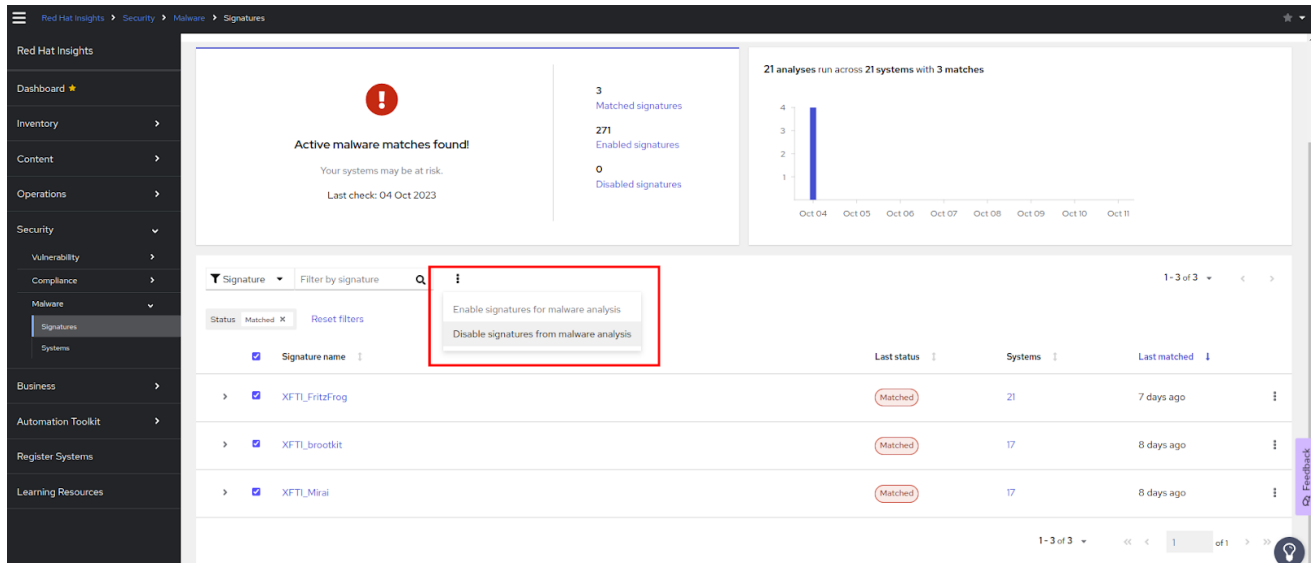 Red Hat Insights > Security > Malware > Signatures
Red Hat Insights
Dashboard
Inventory
Content
Operations
Security
Vulnerability
Compliance
Malware
Signatures
Systems
Business
Automation Toolkit
Register Systems
Learning Resources
Active malware matches found!
Your systems may be at risk.
Last check: 04 Oct 2023
3
Matched signatures
271
Enabled signatures
0
Disabled signatures
21 analyses run across 21 systems with 3 matches
4
3
2
1
Oct 04 Oct 05 Oct 06 Oct 07 Oct 08 Oct 09 Oct 10 Oct 11
Signature Filter by signature
1 - 3 of 3
Enable signatures for malware analysis
Disable signatures from malware analysis
Status Matched Reset filters
Signature name Last status Systems Last matched
XFTI_FritzFrog Matched 21 7 days ago
XFTI_brootkit Matched 17 8 days ago
XFTI_Mirai Matched 17 8 days ago
1 - 3 of 3 1 of 1
Feedback